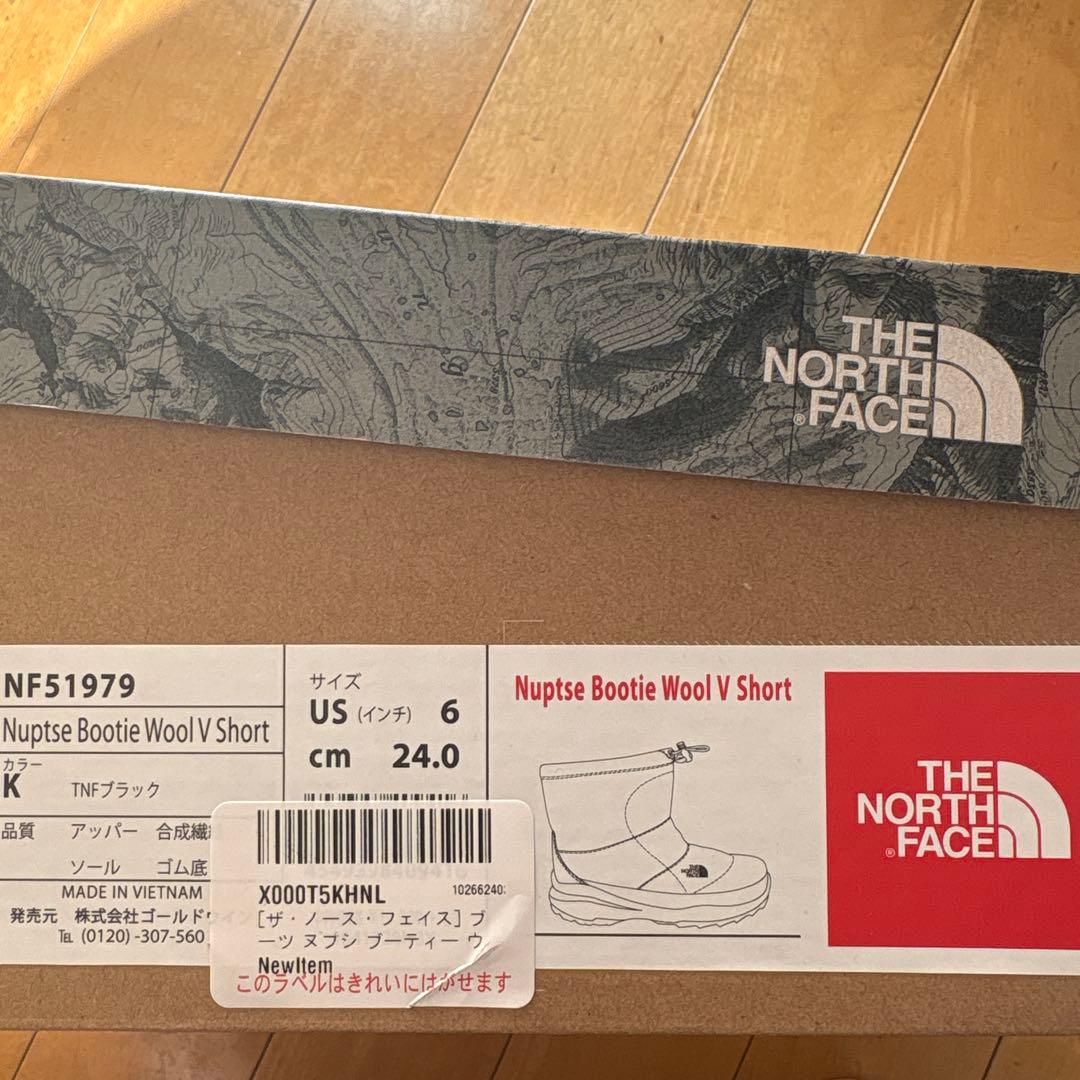 THE
NORTH
FACE
®
NF51979
Nuptse Bootie Wool V Short
カラー
K TNFブラック
品質 アッパー 合成繊
ソール ゴム底
MADE IN VIETNAM
発売元 株式会社ゴールドウイン
TEL (0120) -307-560
サイズ
US (インチ) 6
cm 24.0
X000T5KHNL
102662402
[ザ・ノース・フェイス] ブ
ーツ ヌプシ ブーティー ウ
NewItem
このラベルはきれいにはがせます
Nuptse Bootie Wool V Short
THE
NORTH
FACE
THE
NORTH
FACE
®